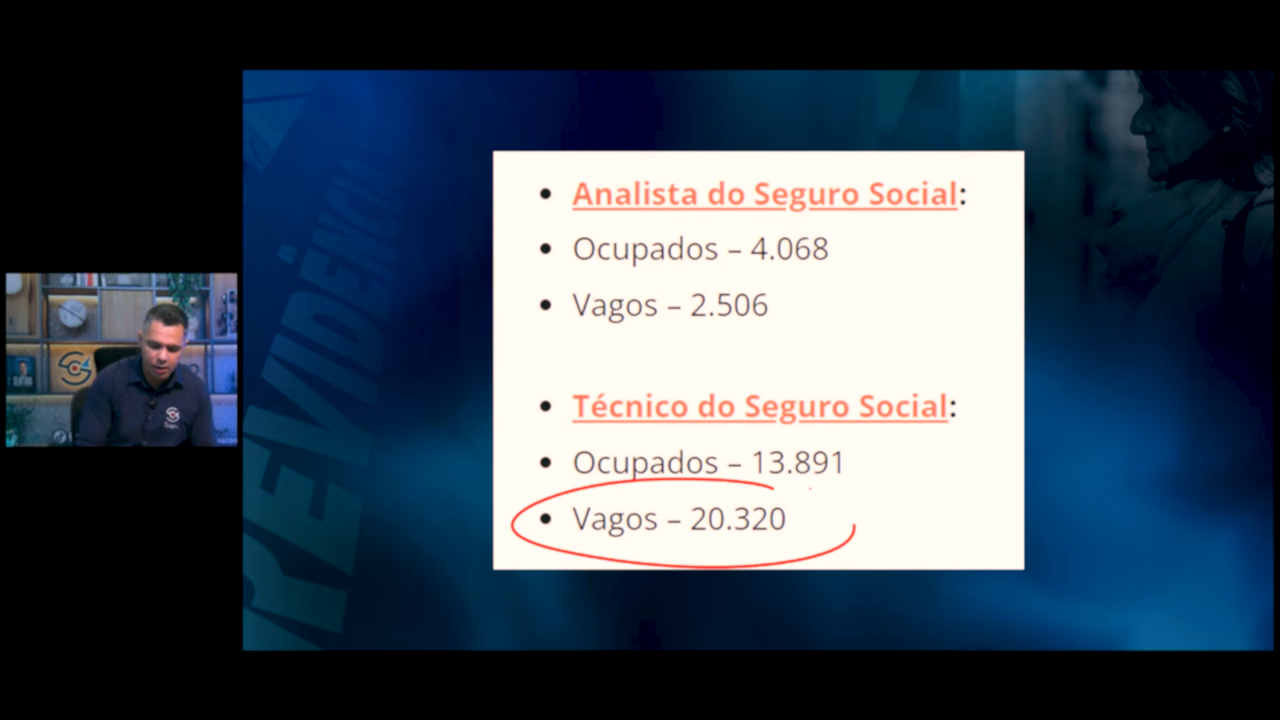 PREVIDÊNCIA
Analista do Seguro Social:
Ocupados – 4.068
Vagos – 2.506
Técnico do Seguro Social:
Ocupados – 13.891
Vagos – 20.320